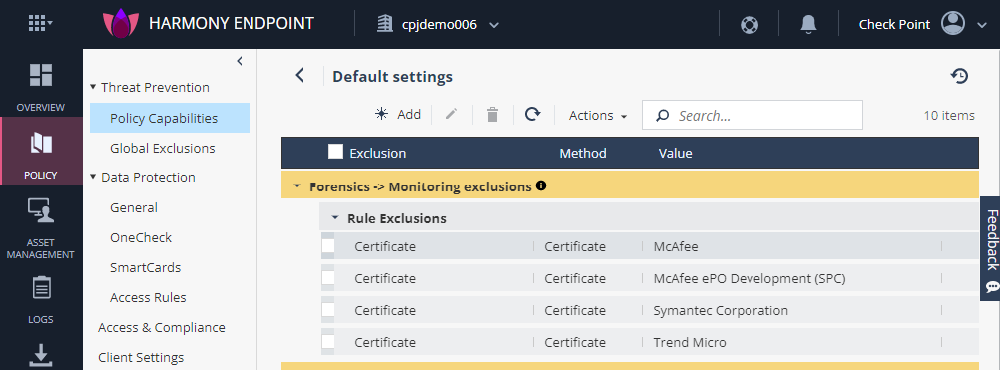 HARMONY ENDPOINT
cpjdemo006
Check Point
OVERVIEW
POLICY
ASSET
MANAGEMENT
LOGS
Threat Prevention
Policy Capabilities
Global Exclusions
Data Protection
General
OneCheck
SmartCards
Access Rules
Access & Compliance
Client Settings
Default settings
Add
Actions
Search...
10 items
Exclusion Method Value
Forensics -> Monitoring exclusions
Rule Exclusions
Certificate Certificate McAfee
Certificate Certificate McAfee ePO Development (SPC)
Certificate Certificate Symantec Corporation
Certificate Certificate Trend Micro
Feedback